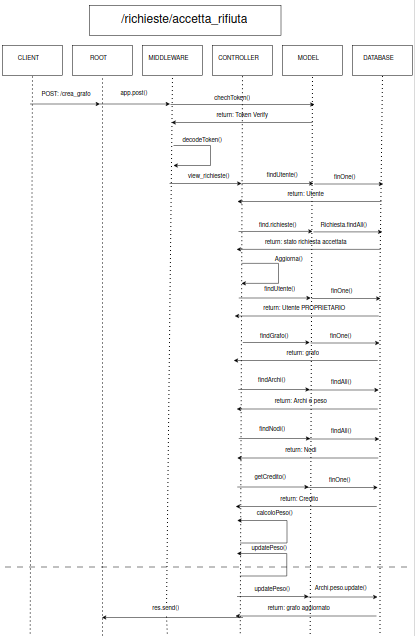 /richieste/accetta_rifiuta
CLIENT
ROOT
MIDDLEWARE
CONTROLLER
MODEL
DATABASE
POST: /crea_grafo
app.post()
chechToken()
return: Token Verify
decodeToken()
view_richieste()
findUtente()
finOne()
return: Utente
find.richieste()
Richiesta.findAll()
return: stato richiesta accettata
Aggiorna()
findUtente()
finOne()
return: Utente PROPRIETARIO
findGrafo()
finOne()
return: grafo
findArchi()
findAll()
return: Archi e peso
findNodi()
findAll()
return: Nodi
getCredito()
finOne()
return: Credito
calcoloPeso()
updatePeso()
updatePeso()
Archi.peso.update()
res.send()
return: grafo aggiornato